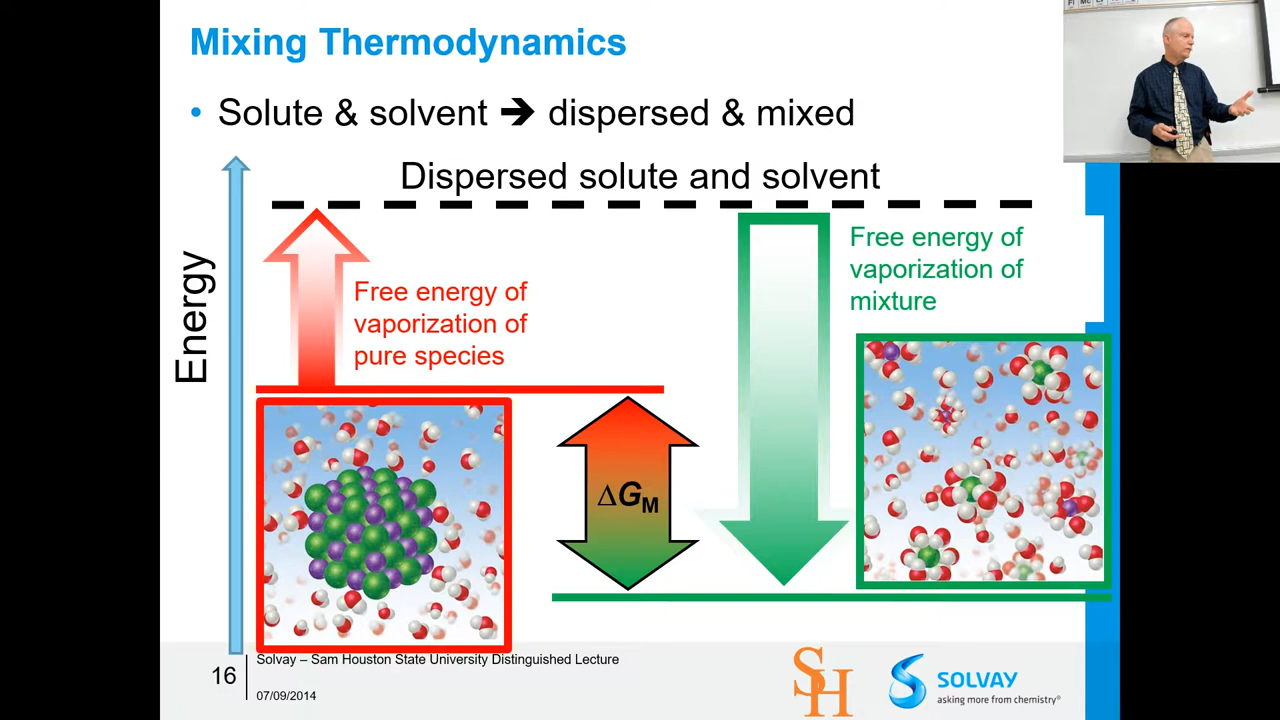 Mixing Thermodynamics
• Solute & solvent ➔ dispersed & mixed
Dispersed solute and solvent
Energy
Free energy of
vaporization of
pure species
Free energy of
vaporization of
mixture
ΔGM
16
Solvay – Sam Houston State University Distinguished Lecture
07/09/2014
SH
SOLVAY
asking more from chemistry®